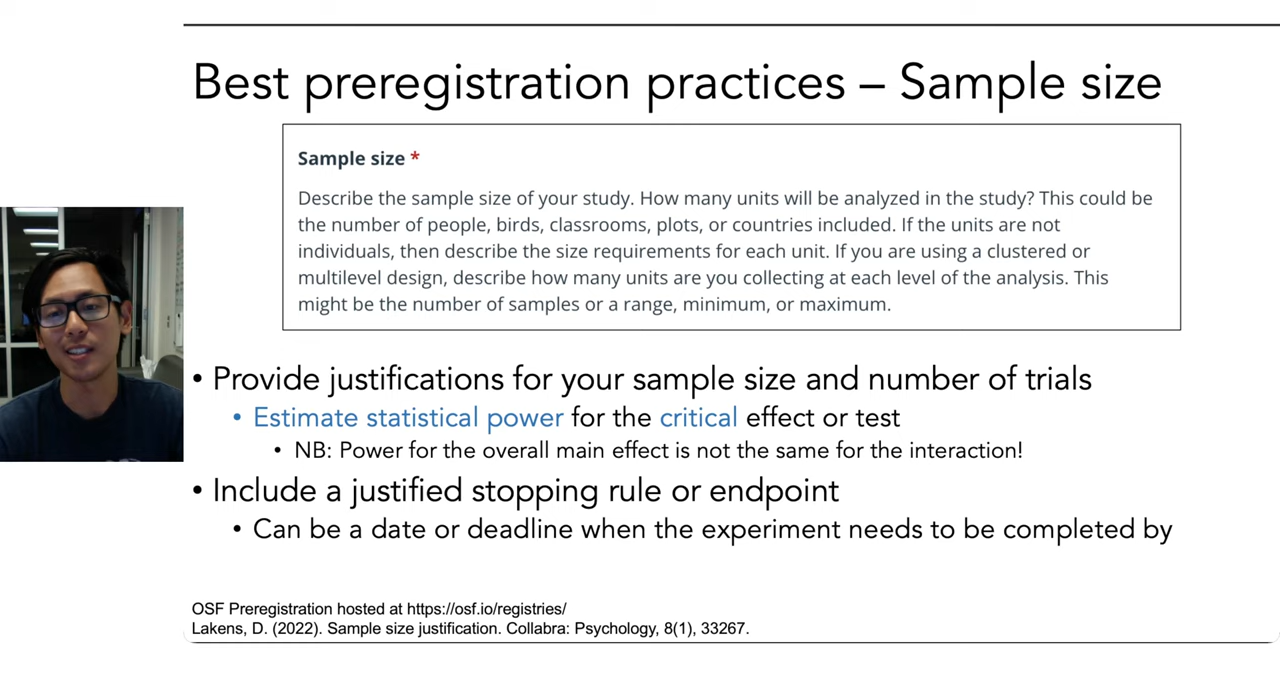 Best preregistration practices – Sample size
Sample size *
Describe the sample size of your study. How many units will be analyzed in the study? This could be
the number of people, birds, classrooms, plots, or countries included. If the units are not
individuals, then describe the size requirements for each unit. If you are using a clustered or
multilevel design, describe how many units are you collecting at each level of the analysis. This
might be the number of samples or a range, minimum, or maximum.
• Provide justifications for your sample size and number of trials
• Estimate statistical power for the critical effect or test
• NB: Power for the overall main effect is not the same for the interaction!
• Include a justified stopping rule or endpoint
• Can be a date or deadline when the experiment needs to be completed by
OSF Preregistration hosted at https://osf.io/registries/
Lakens, D. (2022). Sample size justification. Collabra: Psychology, 8(1), 33267.